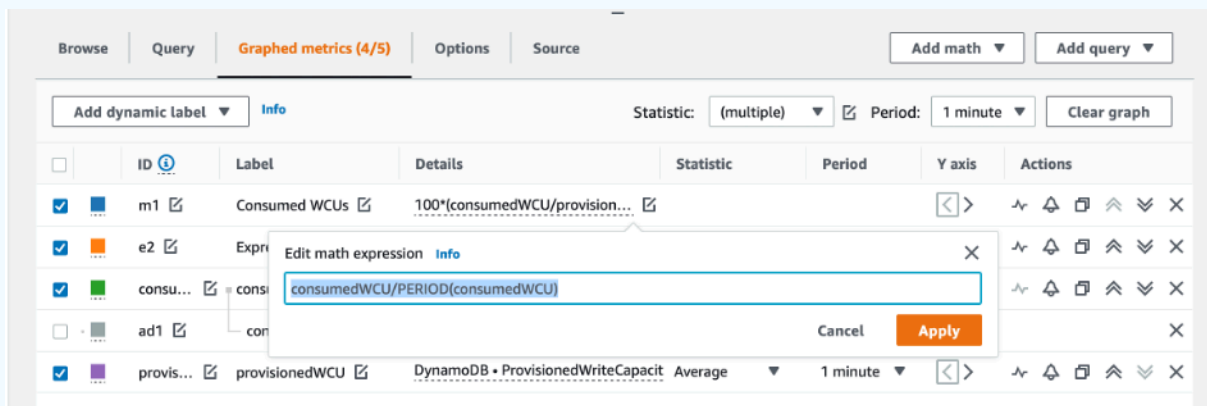 Browse Query Graphed metrics (4/5) Options Source Add math ▼ Add query ▼
Add dynamic label ▼ Info Statistic: (multiple) ▼ Period: 1 minute ▼ Clear graph
ID Label Details Statistic Period Y axis Actions
m1 Consumed WCUs 100*(consumedWCU/provision...
e2 Expre
Edit math expression Info
consu... consu
consumedWCU/PERIOD(consumedWCU)
ad1 con
Cancel Apply
provis... provisionedWCU DynamoDB • ProvisionedWriteCapacit Average ▼ 1 minute ▼